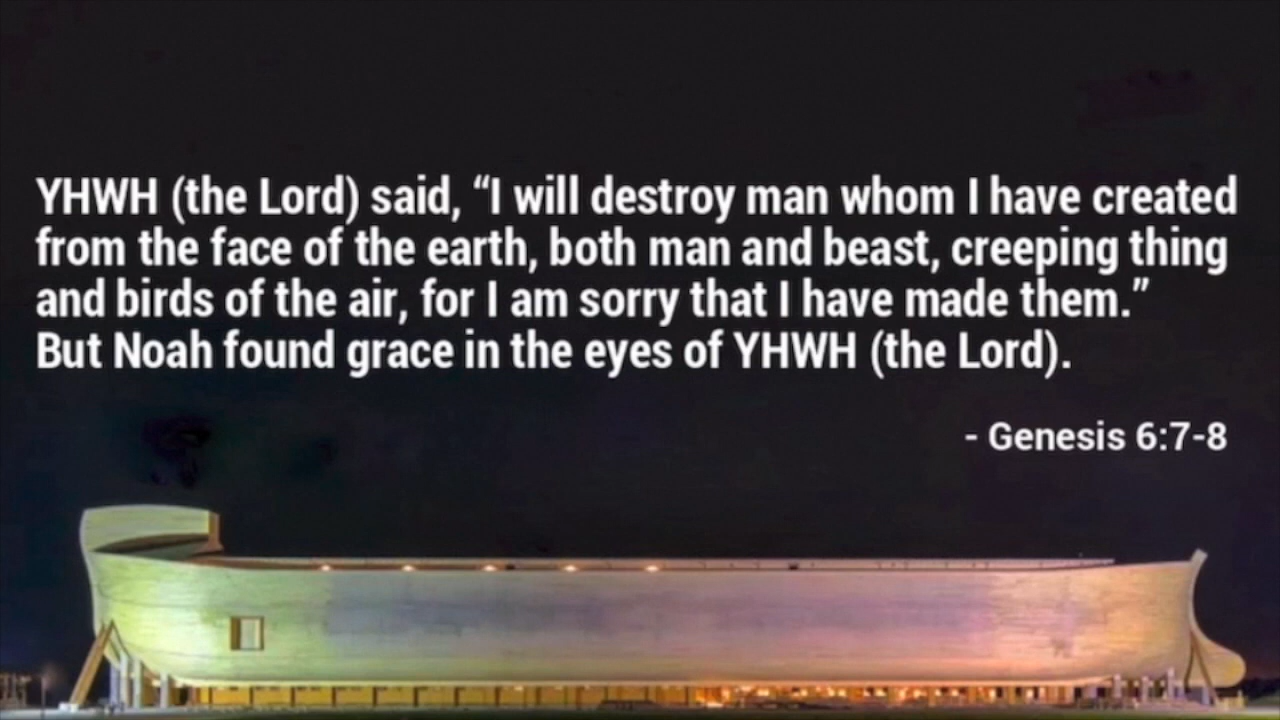 YHWH (the Lord) said, “I will destroy man whom I have created
from the face of the earth, both man and beast, creeping thing
and birds of the air, for I am sorry that I have made them.”
But Noah found grace in the eyes of YHWH (the Lord).
- Genesis 6:7-8